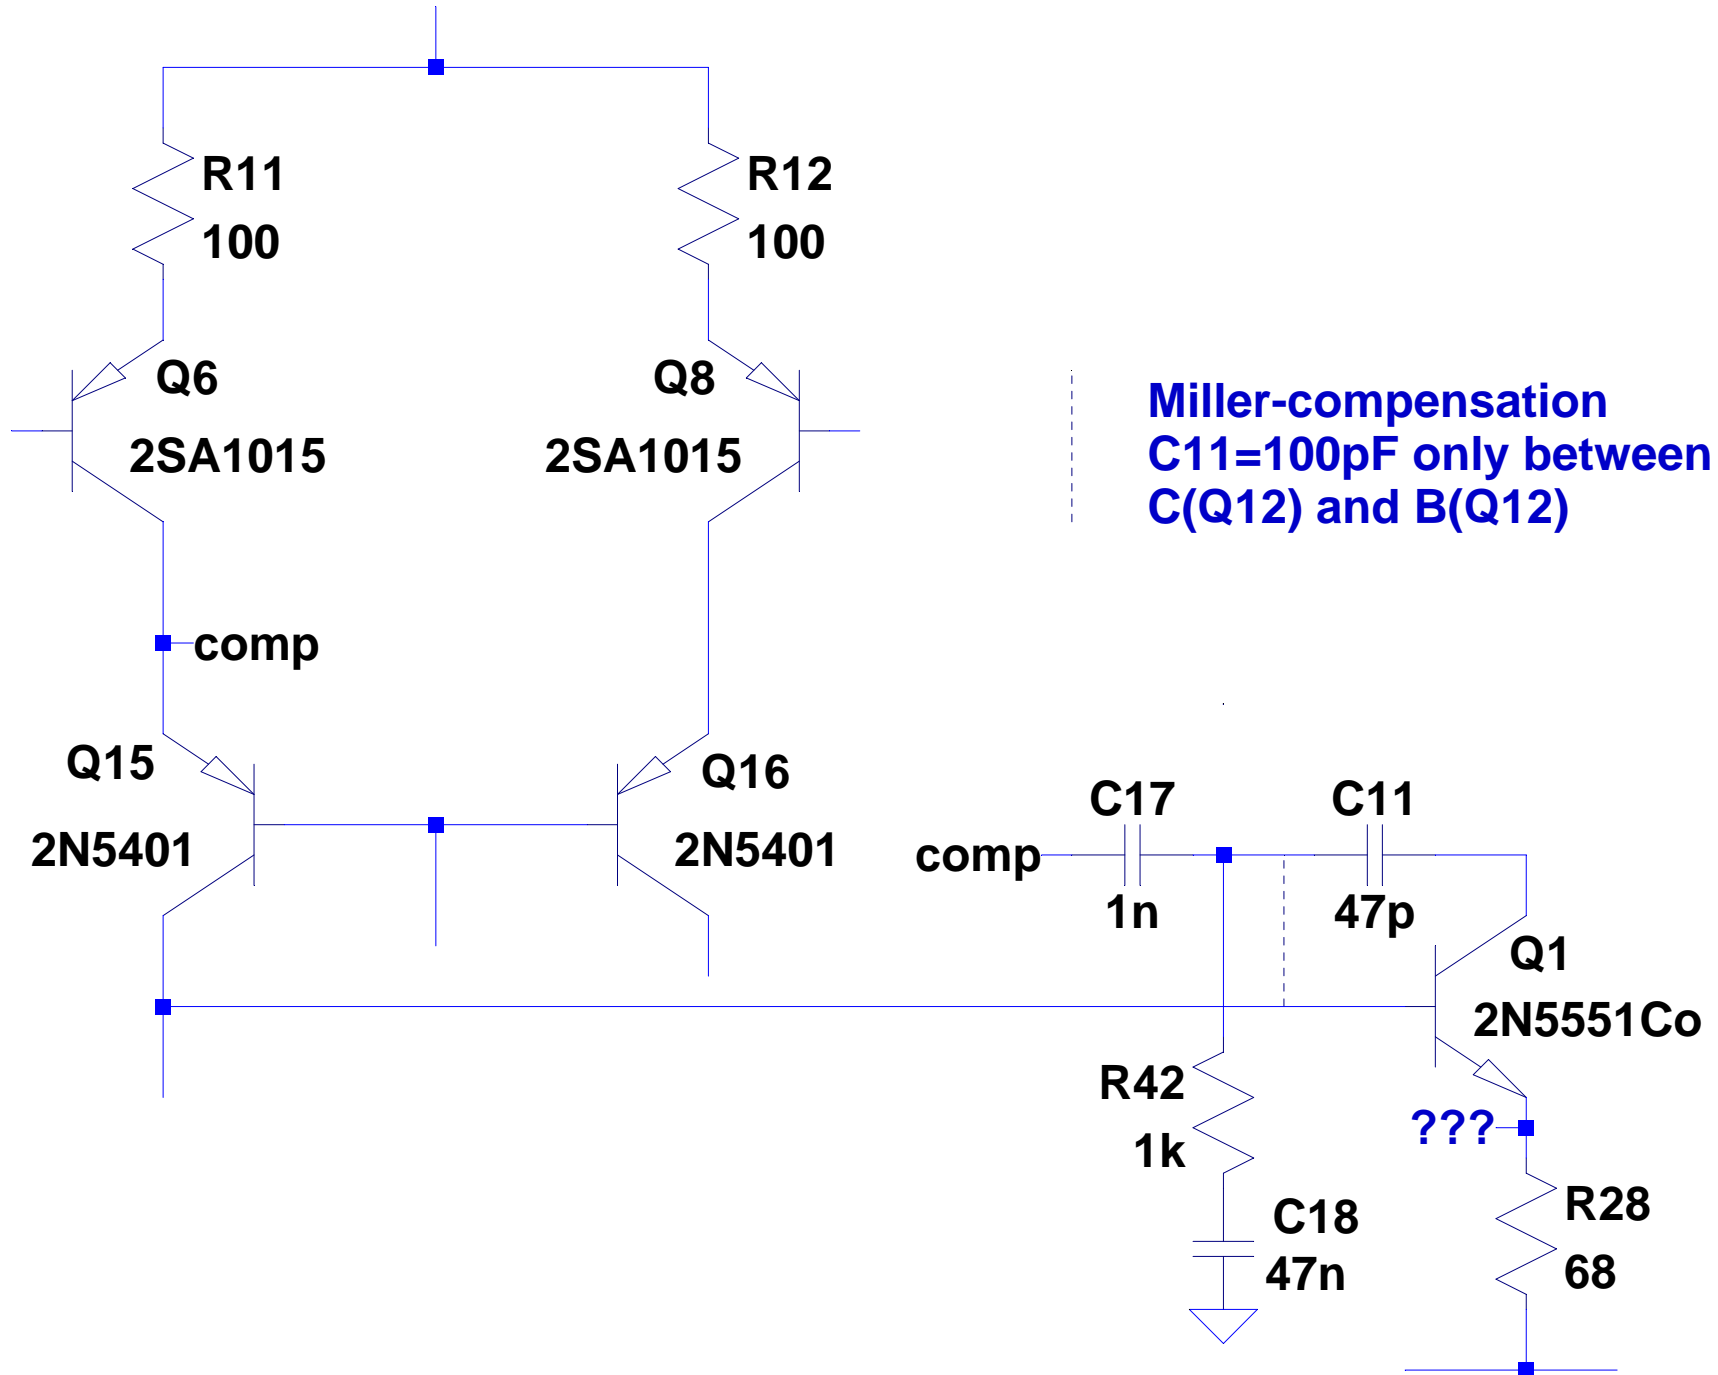 R11
100
R12
100
Q6
2SA1015
Q8
2SA1015
Miller-compensation
C11=100pF only between
C(Q12) and B(Q12)
comp
Q15
2N5401
Q16
2N5401
C17
1n
C11
47p
comp
Q1
2N5551Co
R42
1k
???
C18
47n
R28
68